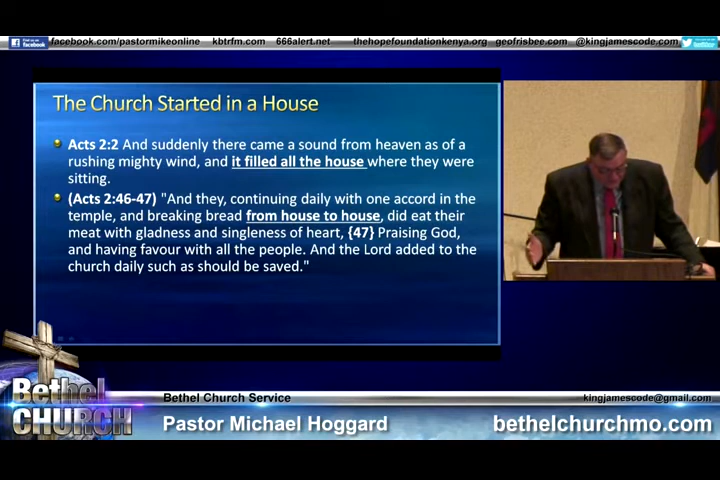 Find us on facebook
facebook.com/pastormikeonline kbtrfm.com 666alert.net thehopefoundationkenya.org geofrisbee.com @kingjamescode.com
The Church Started in a House
Acts 2:2 And suddenly there came a sound from heaven as of a
rushing mighty wind, and it filled all the house where they were
sitting.
(Acts 2:46-47) "And they, continuing daily with one accord in the
temple, and breaking bread from house to house, did eat their
meat with gladness and singleness of heart, {47} Praising God,
and having favour with all the people. And the Lord added to the
church daily such as should be saved."
Bethel
CHURCH
Bethel Church Service
kingjamescode@gmail.com
Pastor Michael Hoggard
bethelchurchmo.com